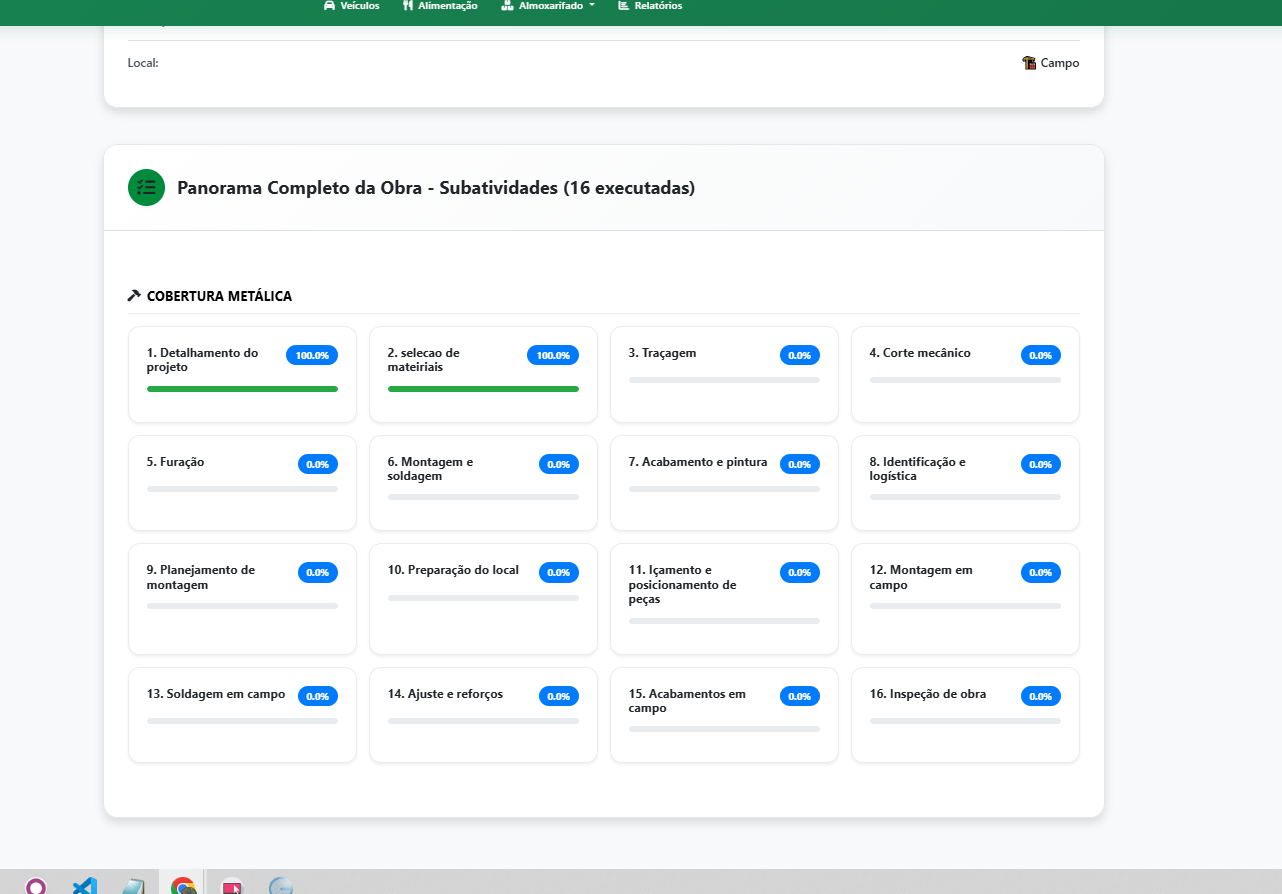 Veículos Alimentação Almoxarifado Relatórios
Local: Campo
Panorama Completo da Obra - Subatividades (16 executadas)
COBERTURA METÁLICA
1. Detalhamento do
projeto
100.0%
2. selecao de
mateiriais
100.0%
3. Traçagem
0.0%
4. Corte mecânico
0.0%
5. Furação
0.0%
6. Montagem e
soldagem
0.0%
7. Acabamento e pintura
0.0%
8. Identificação e
logística
0.0%
9. Planejamento de
montagem
0.0%
10. Preparação do local
0.0%
11. Içamento e
posicionamento de
peças
0.0%
12. Montagem em
campo
0.0%
13. Soldagem em campo
0.0%
14. Ajuste e reforços
0.0%
15. Acabamentos em
campo
0.0%
16. Inspeção de obra
0.0%